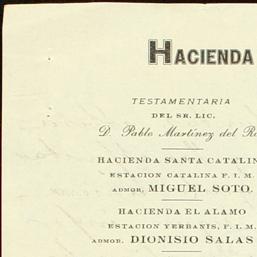 HACIENDA
TESTAMENTARIA
DEL SR. LIC.
D. Pablo Martínez del R
HACIENDA SANTA CATALIN
ESTACION CATALINA F. I. M.
ADMOR. MIGUEL SOTO.
HACIENDA EL ALAMO
ESTACION YERBANIS, F. I. M.
ADMOR. DIONISIO SALAS